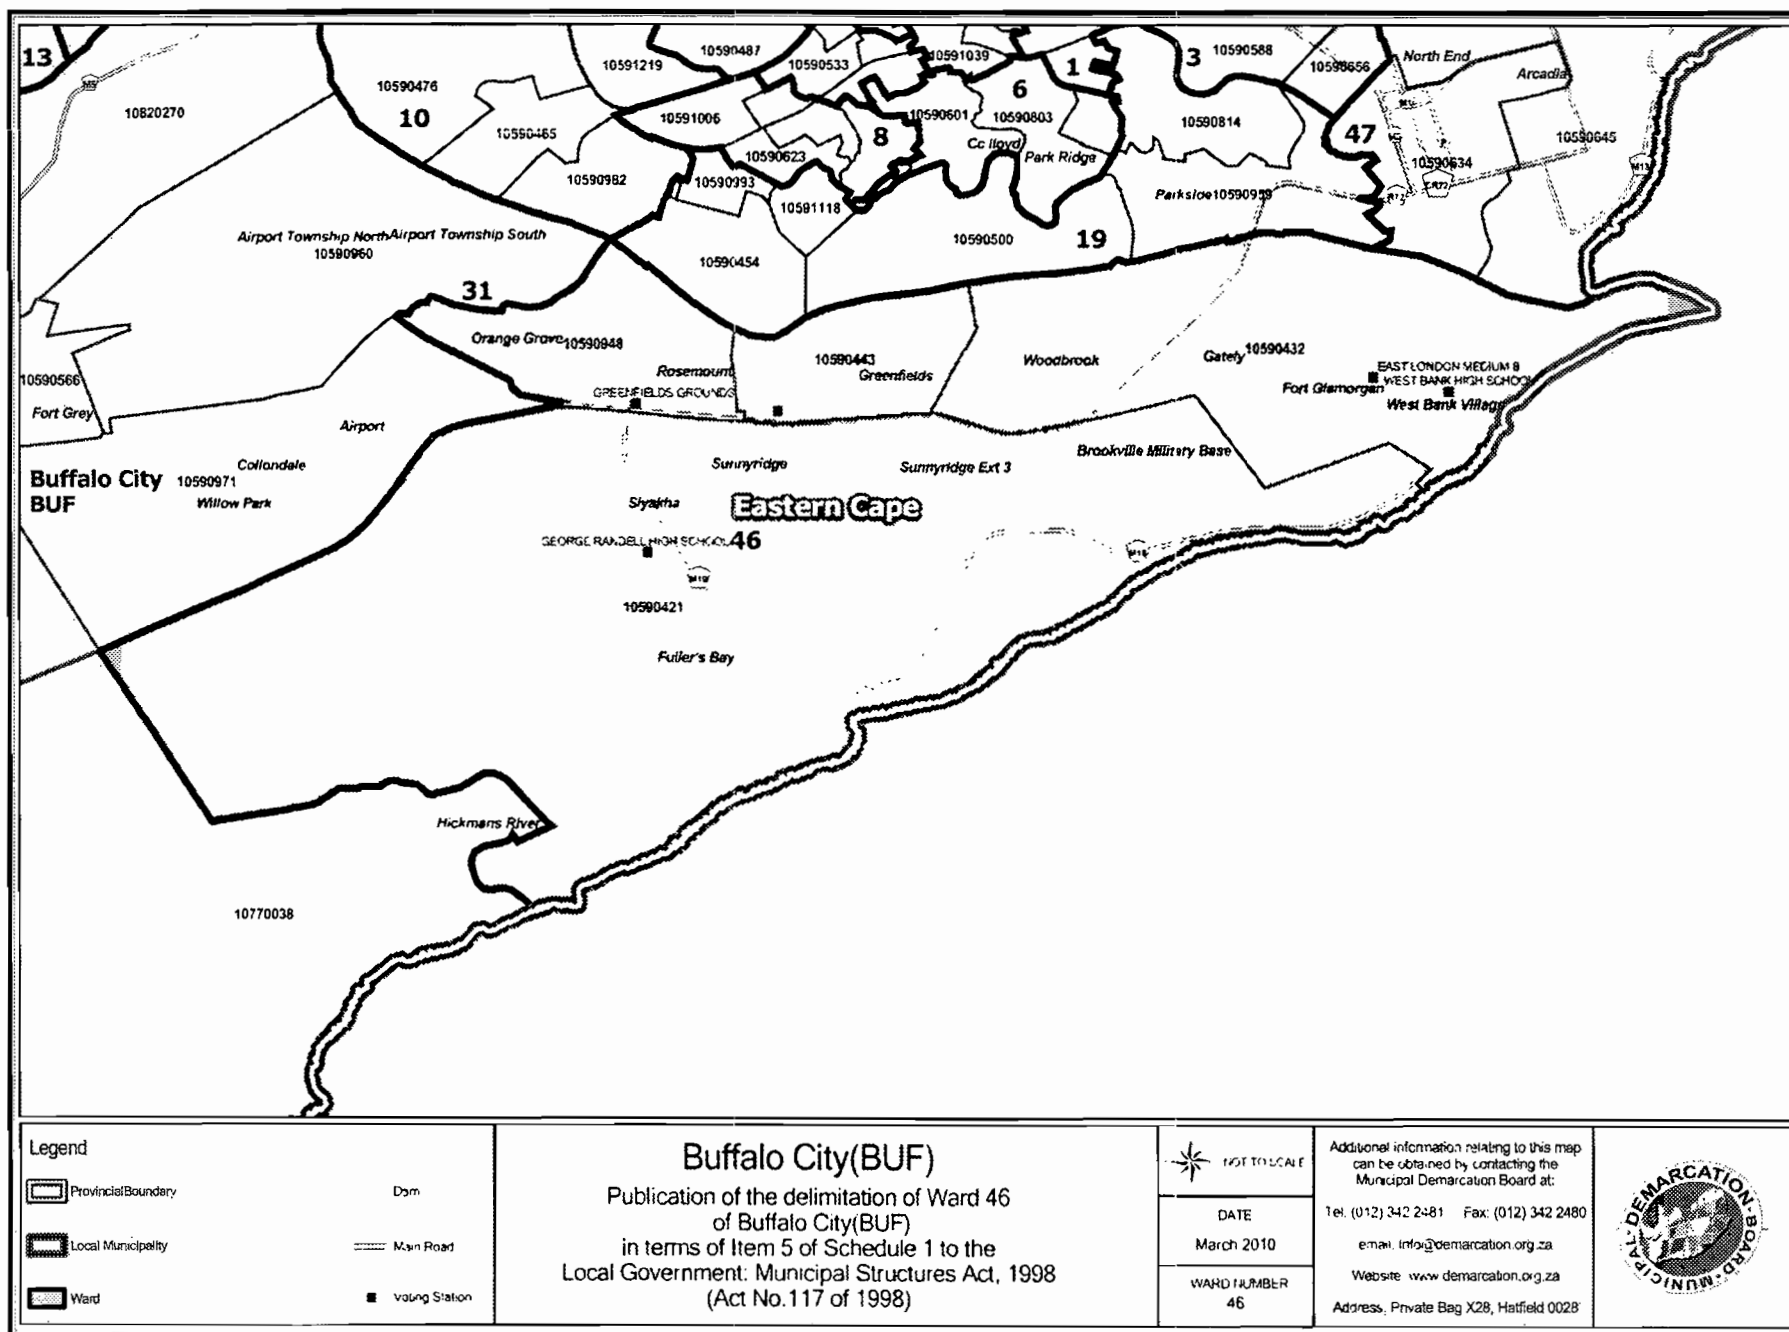 13
10820270
10590476
10
10590465
10590982
10591219
10590487
10590533
10591006
10590623
10590993
10591118
8
10591039
10590601
6
10590803
Cc lloyd
Park Ridge
1
3
10590588
10590656
10590814
47
North End
Arcadia
10590645
10590634
Parkside 10590959
Airport Township North Airport Township South
10590960
10590454
10590500
19
31
Orange Grove 10590948
Rosemount
GREENFIELDS GROUNDS
10590443
Greenfields
Woodbrook
Gately 10590432
EAST LONDON MEDIUM B
WEST BANK HIGH SCHOOL
Fort Glamorgan
West Bank Village
10590566
Fort Grey
Airport
Collondale
Buffalo City
BUF
10590971
Willow Park
Sunnyridge
Sunnyridge Ext 3
Brookville Military Base
Siyakha
Eastern Cape
GEORGE RANDELL HIGH SCHOOL 46
10590421
Fuller's Bay
Hickmans River
10770038
Legend
Provincial Boundary
Local Municipality
Ward
Dam
Main Road
Voting Station
Buffalo City(BUF)
Publication of the delimitation of Ward 46
of Buffalo City(BUF)
in terms of Item 5 of Schedule 1 to the
Local Government: Municipal Structures Act, 1998
(Act No.117 of 1998)
NOT TO SCALE
DATE
March 2010
WARD NUMBER
46
Additional information relating to this map
can be obtained by contacting the
Municipal Demarcation Board at:
Tel: (012) 342 2481 Fax: (012) 342 2480
email: info@demarcation.org.za
Website: www.demarcation.org.za
Address: Private Bag X28, Hatfield 0028
MUNICIPAL DEMARCATION BOARD